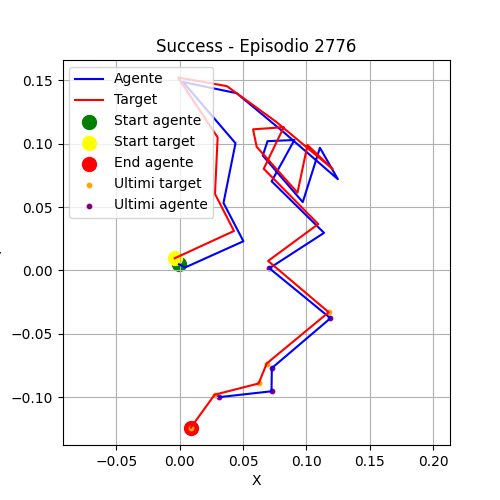 Success - Episodio 2776
Agente
Target
Start agente
Start target
End agente
Ultimi target
Ultimi agente
0.15
0.10
0.05
0.00
−0.05
−0.10
−0.05
0.00
0.05
0.10
0.15
0.20
X